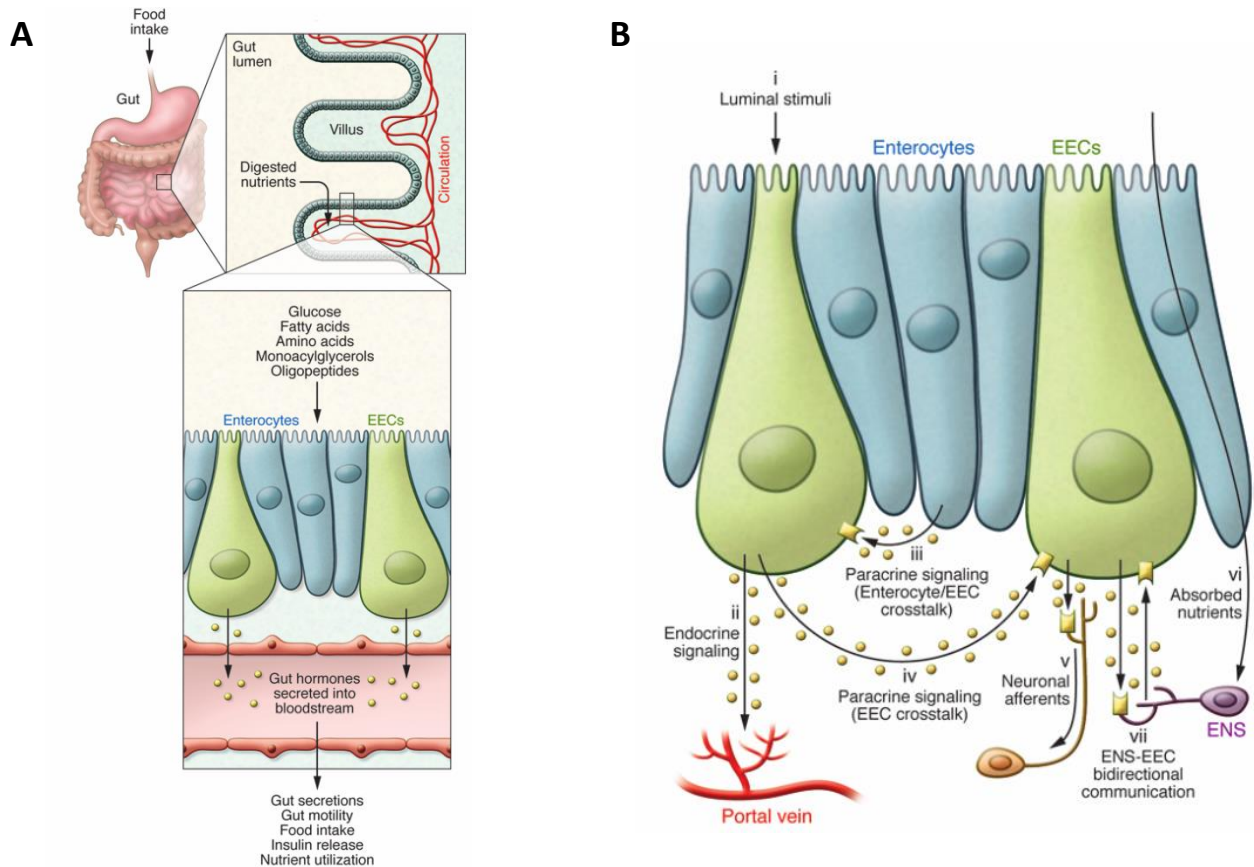 A
Food
intake
Gut
Gut
lumen
Villus
Digested
nutrients
Circulation
Glucose
Fatty acids
Amino acids
Monoacylglycerols
Oligopeptides
Enterocytes
EECs
Gut hormones
secreted into
bloodstream
Gut secretions
Gut motility
Food intake
Insulin release
Nutrient utilization
B
i
Luminal stimuli
Enterocytes
EECs
iii
Paracrine signaling
(Enterocyte/EEC
crosstalk)
ii
Endocrine
signaling
iv
Paracrine signaling
(EEC crosstalk)
v
Neuronal
afferents
vi
Absorbed
nutrients
vii
ENS-EEC
bidirectional
communication
ENS
Portal vein